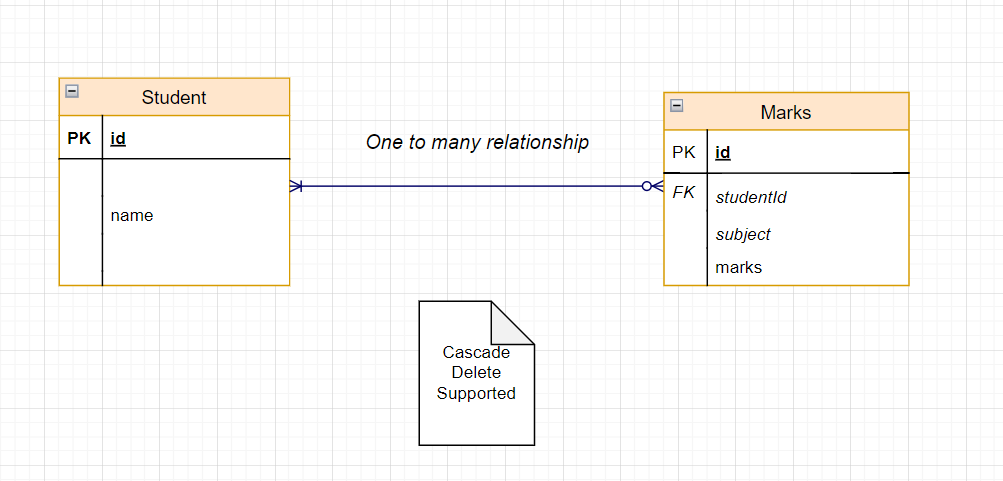 Student
PK id
name
One to many relationship
Marks
PK id
FK studentId
subject
marks
Cascade
Delete
Supported